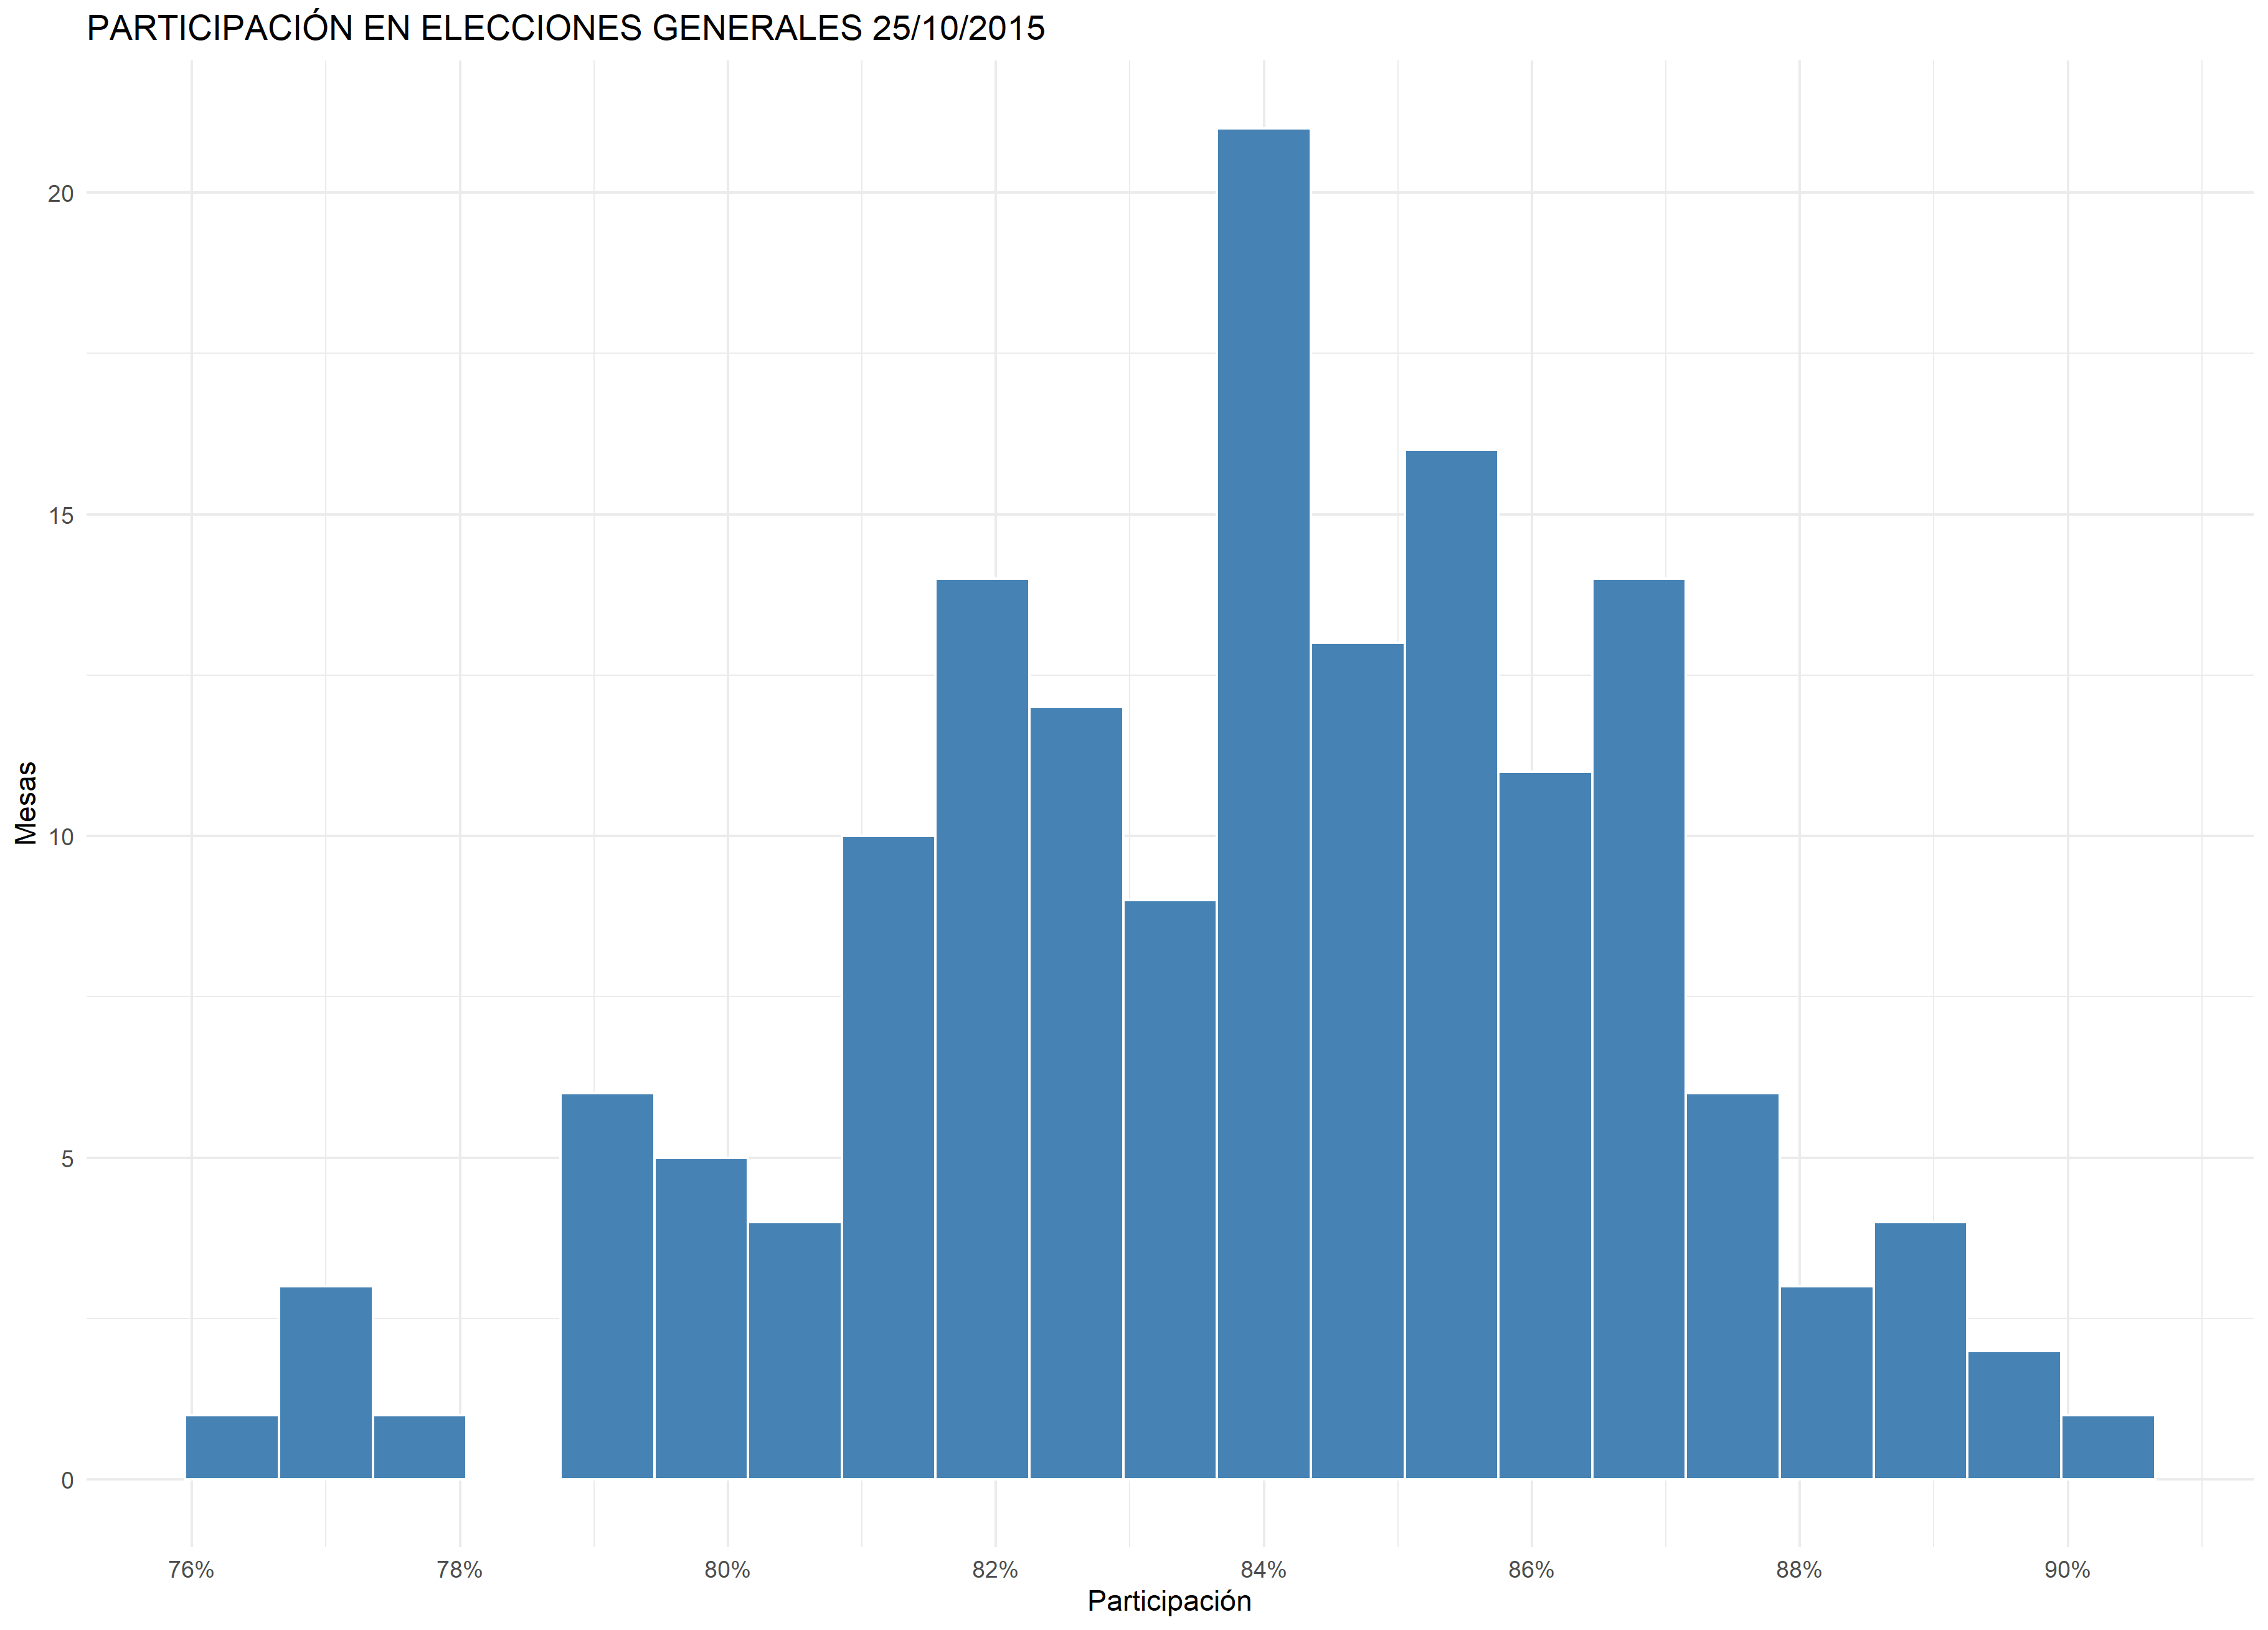 PARTICIPACIÓN EN ELECCIONES GENERALES 25/10/2015
20
15
10
5
0
Mesas
76% 78% 80% 82% 84% 86% 88% 90%
Participación